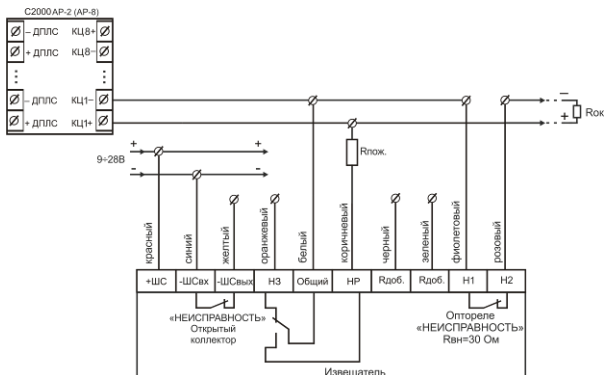 С2000 АР-2 (АР-8)
– ДПЛС КЦ8+
+ ДПЛС КЦ8–
– ДПЛС КЦ1–
+ ДПЛС КЦ1+
–
+
Rок
Rпож.
+ +
9÷28В
- -
красный
синий
желтый
оранжевый
белый
коричневый
черный
зеленый
фиолетовый
розовый
+ШС -ШСвх -ШСвых НЗ Общий НР Rдоб. Rдоб. Н1 Н2
«НЕИСПРАВНОСТЬ»
Открытый
коллектор
Оптореле
«НЕИСПРАВНОСТЬ»
Rвн=30 Ом
Извещатель